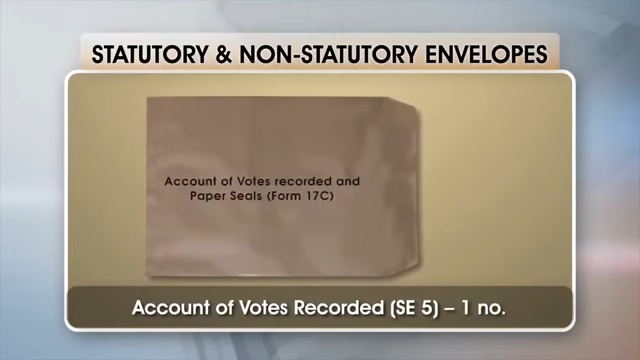 STATUTORY & NON-STATUTORY ENVELOPES
Account of Votes recorded and
Paper Seals (Form 17C)
Account of Votes Recorded (SE 5) – 1 no.